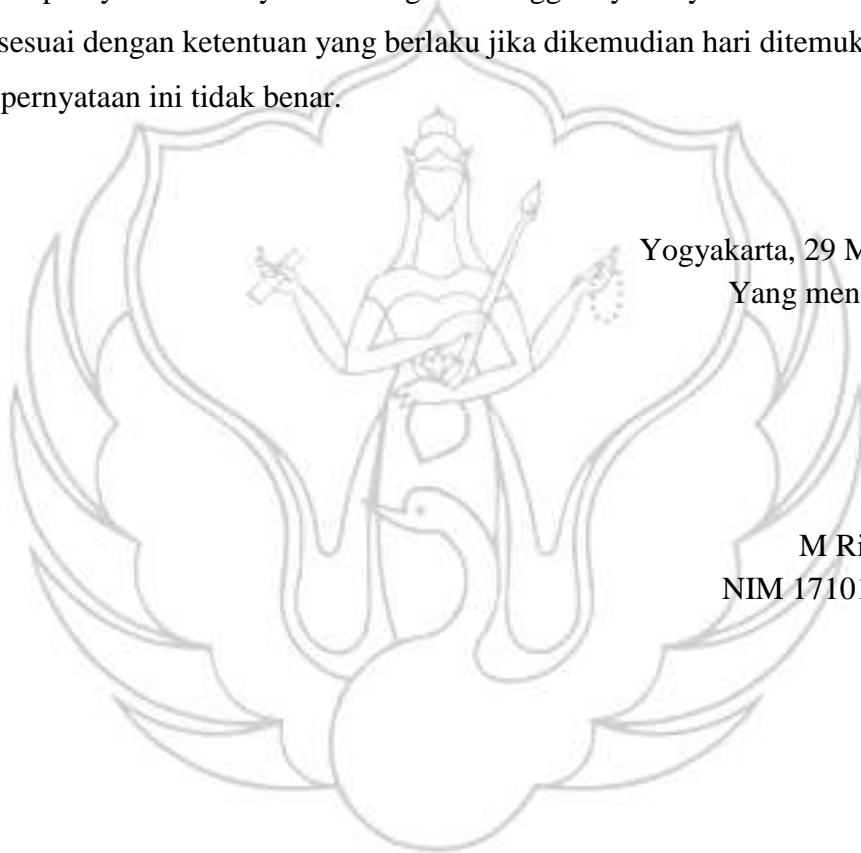 sesuai dengan ketentuan yang berlaku jika dikemudian hari ditemuk
pernyataan ini tidak benar.
Yogyakarta, 29 M
Yang men
M Ri
NIM 17101